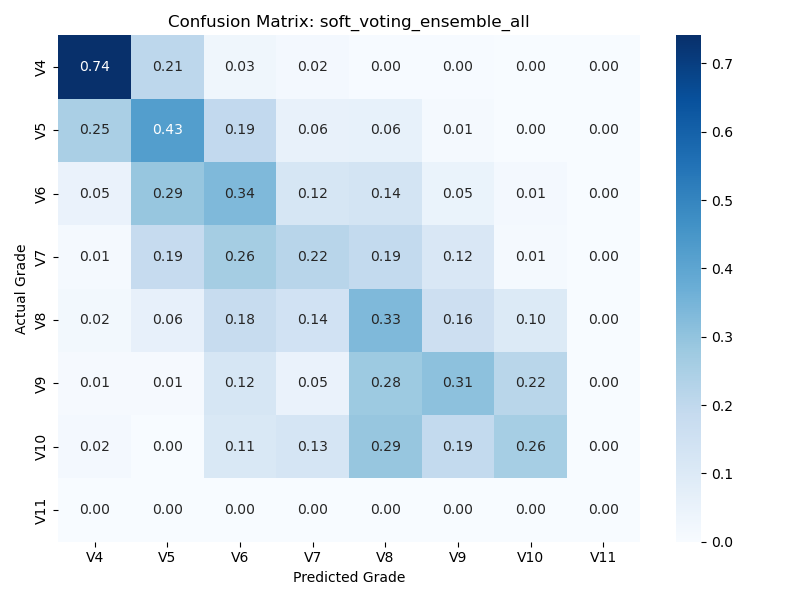 Confusion Matrix: soft_voting_ensemble_all
V4 0.74 0.21 0.03 0.02 0.00 0.00 0.00 0.00
V5 0.25 0.43 0.19 0.06 0.06 0.01 0.00 0.00
V6 0.05 0.29 0.34 0.12 0.14 0.05 0.01 0.00
V7 0.01 0.19 0.26 0.22 0.19 0.12 0.01 0.00
V8 0.02 0.06 0.18 0.14 0.33 0.16 0.10 0.00
V9 0.01 0.01 0.12 0.05 0.28 0.31 0.22 0.00
V10 0.02 0.00 0.11 0.13 0.29 0.19 0.26 0.00
V11 0.00 0.00 0.00 0.00 0.00 0.00 0.00 0.00
V4 V5 V6 V7 V8 V9 V10 V11
Predicted Grade
Actual Grade
0.7
0.6
0.5
0.4
0.3
0.2
0.1
0.0